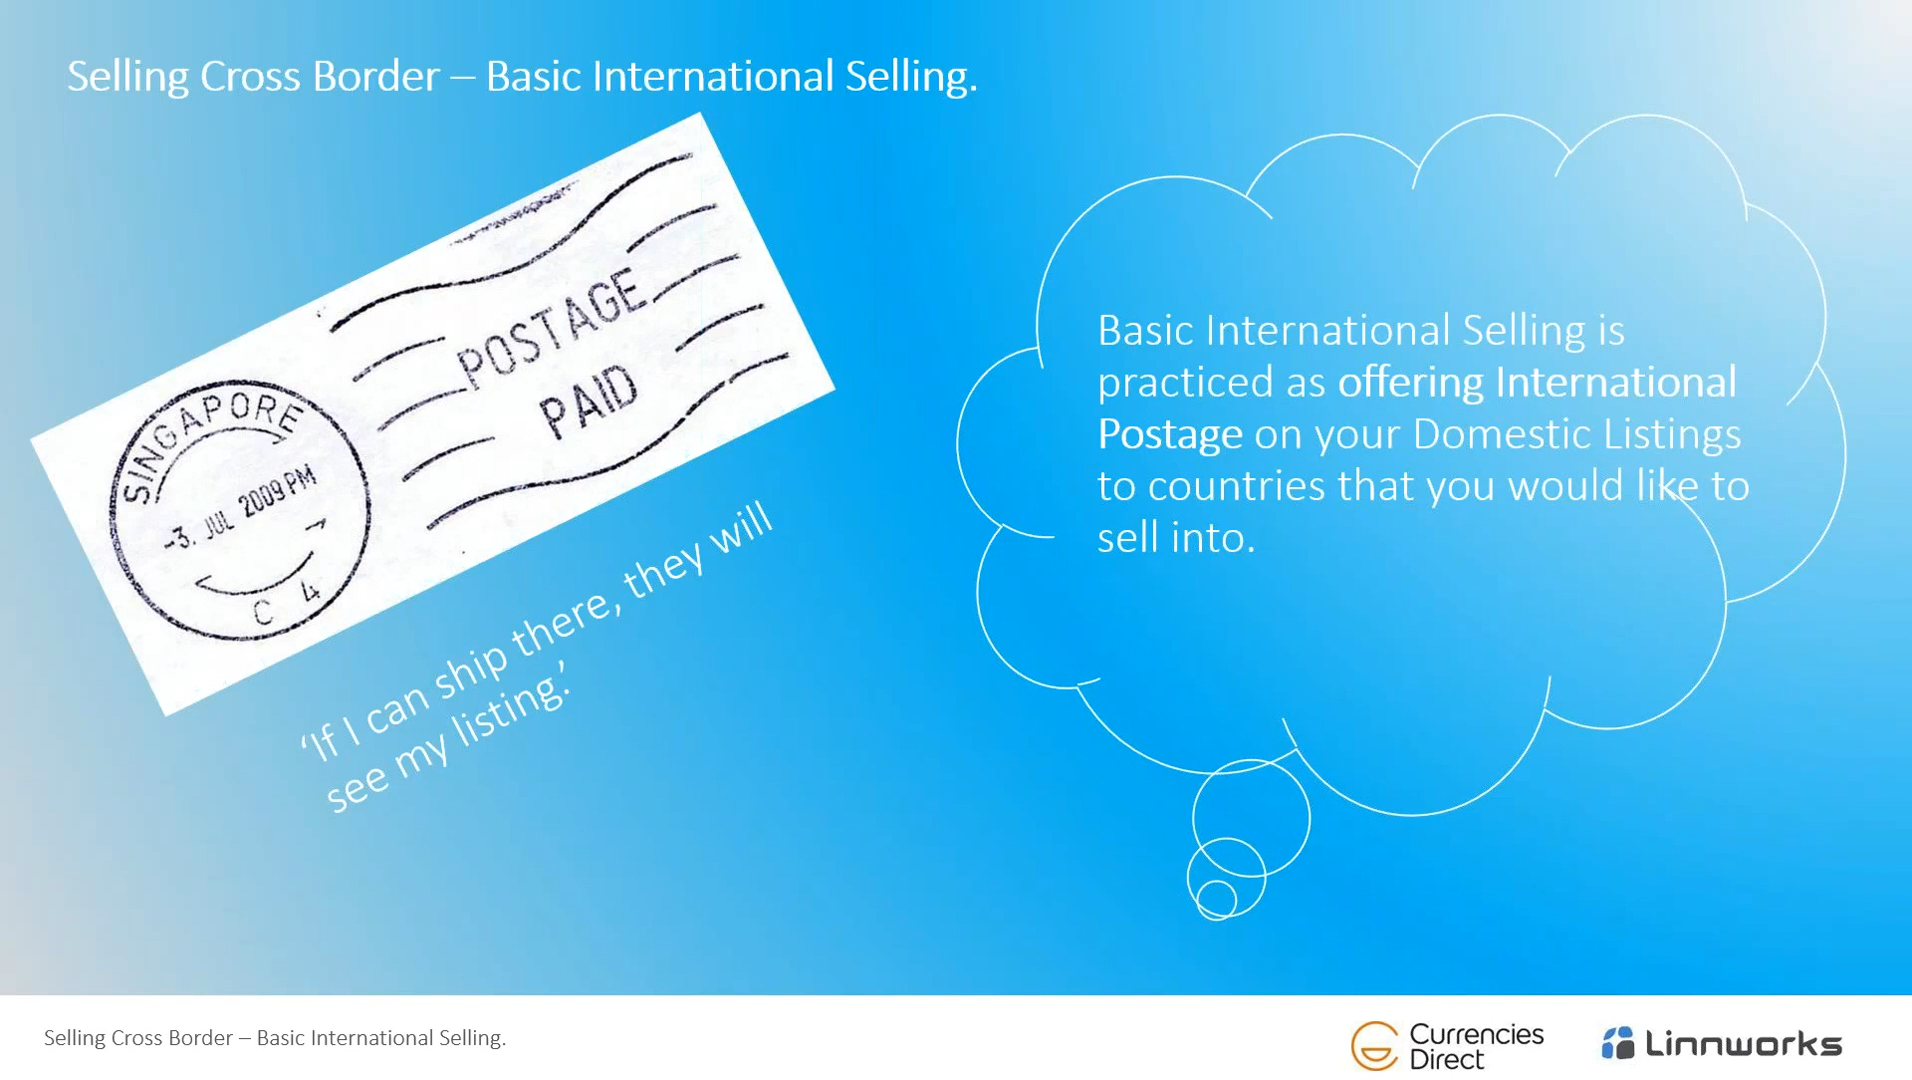 Selling Cross Border – Basic International Selling.
SINGAPORE
-3. JUL 2009 PM
C 4
POSTAGE
PAID
‘If I can ship there, they will
see my listing.’
Basic International Selling is
practiced as offering International
Postage on your Domestic Listings
to countries that you would like to
sell into.
Selling Cross Border – Basic International Selling.
Currencies
Direct
Linnworks